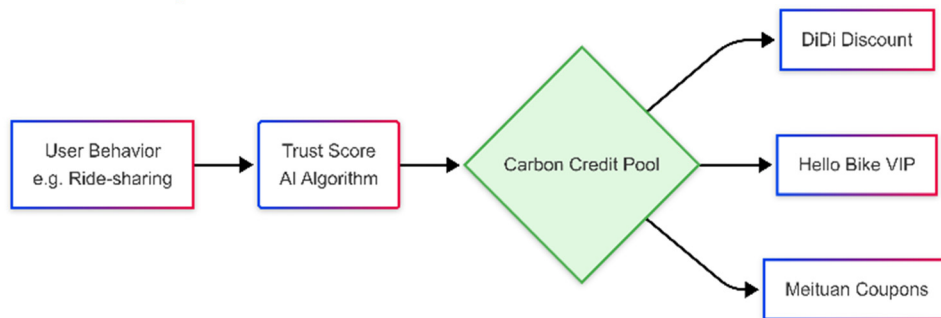 User Behavior
e.g. Ride-sharing
Trust Score
AI Algorithm
Carbon Credit Pool
DiDi Discount
Hello Bike VIP
Meituan Coupons